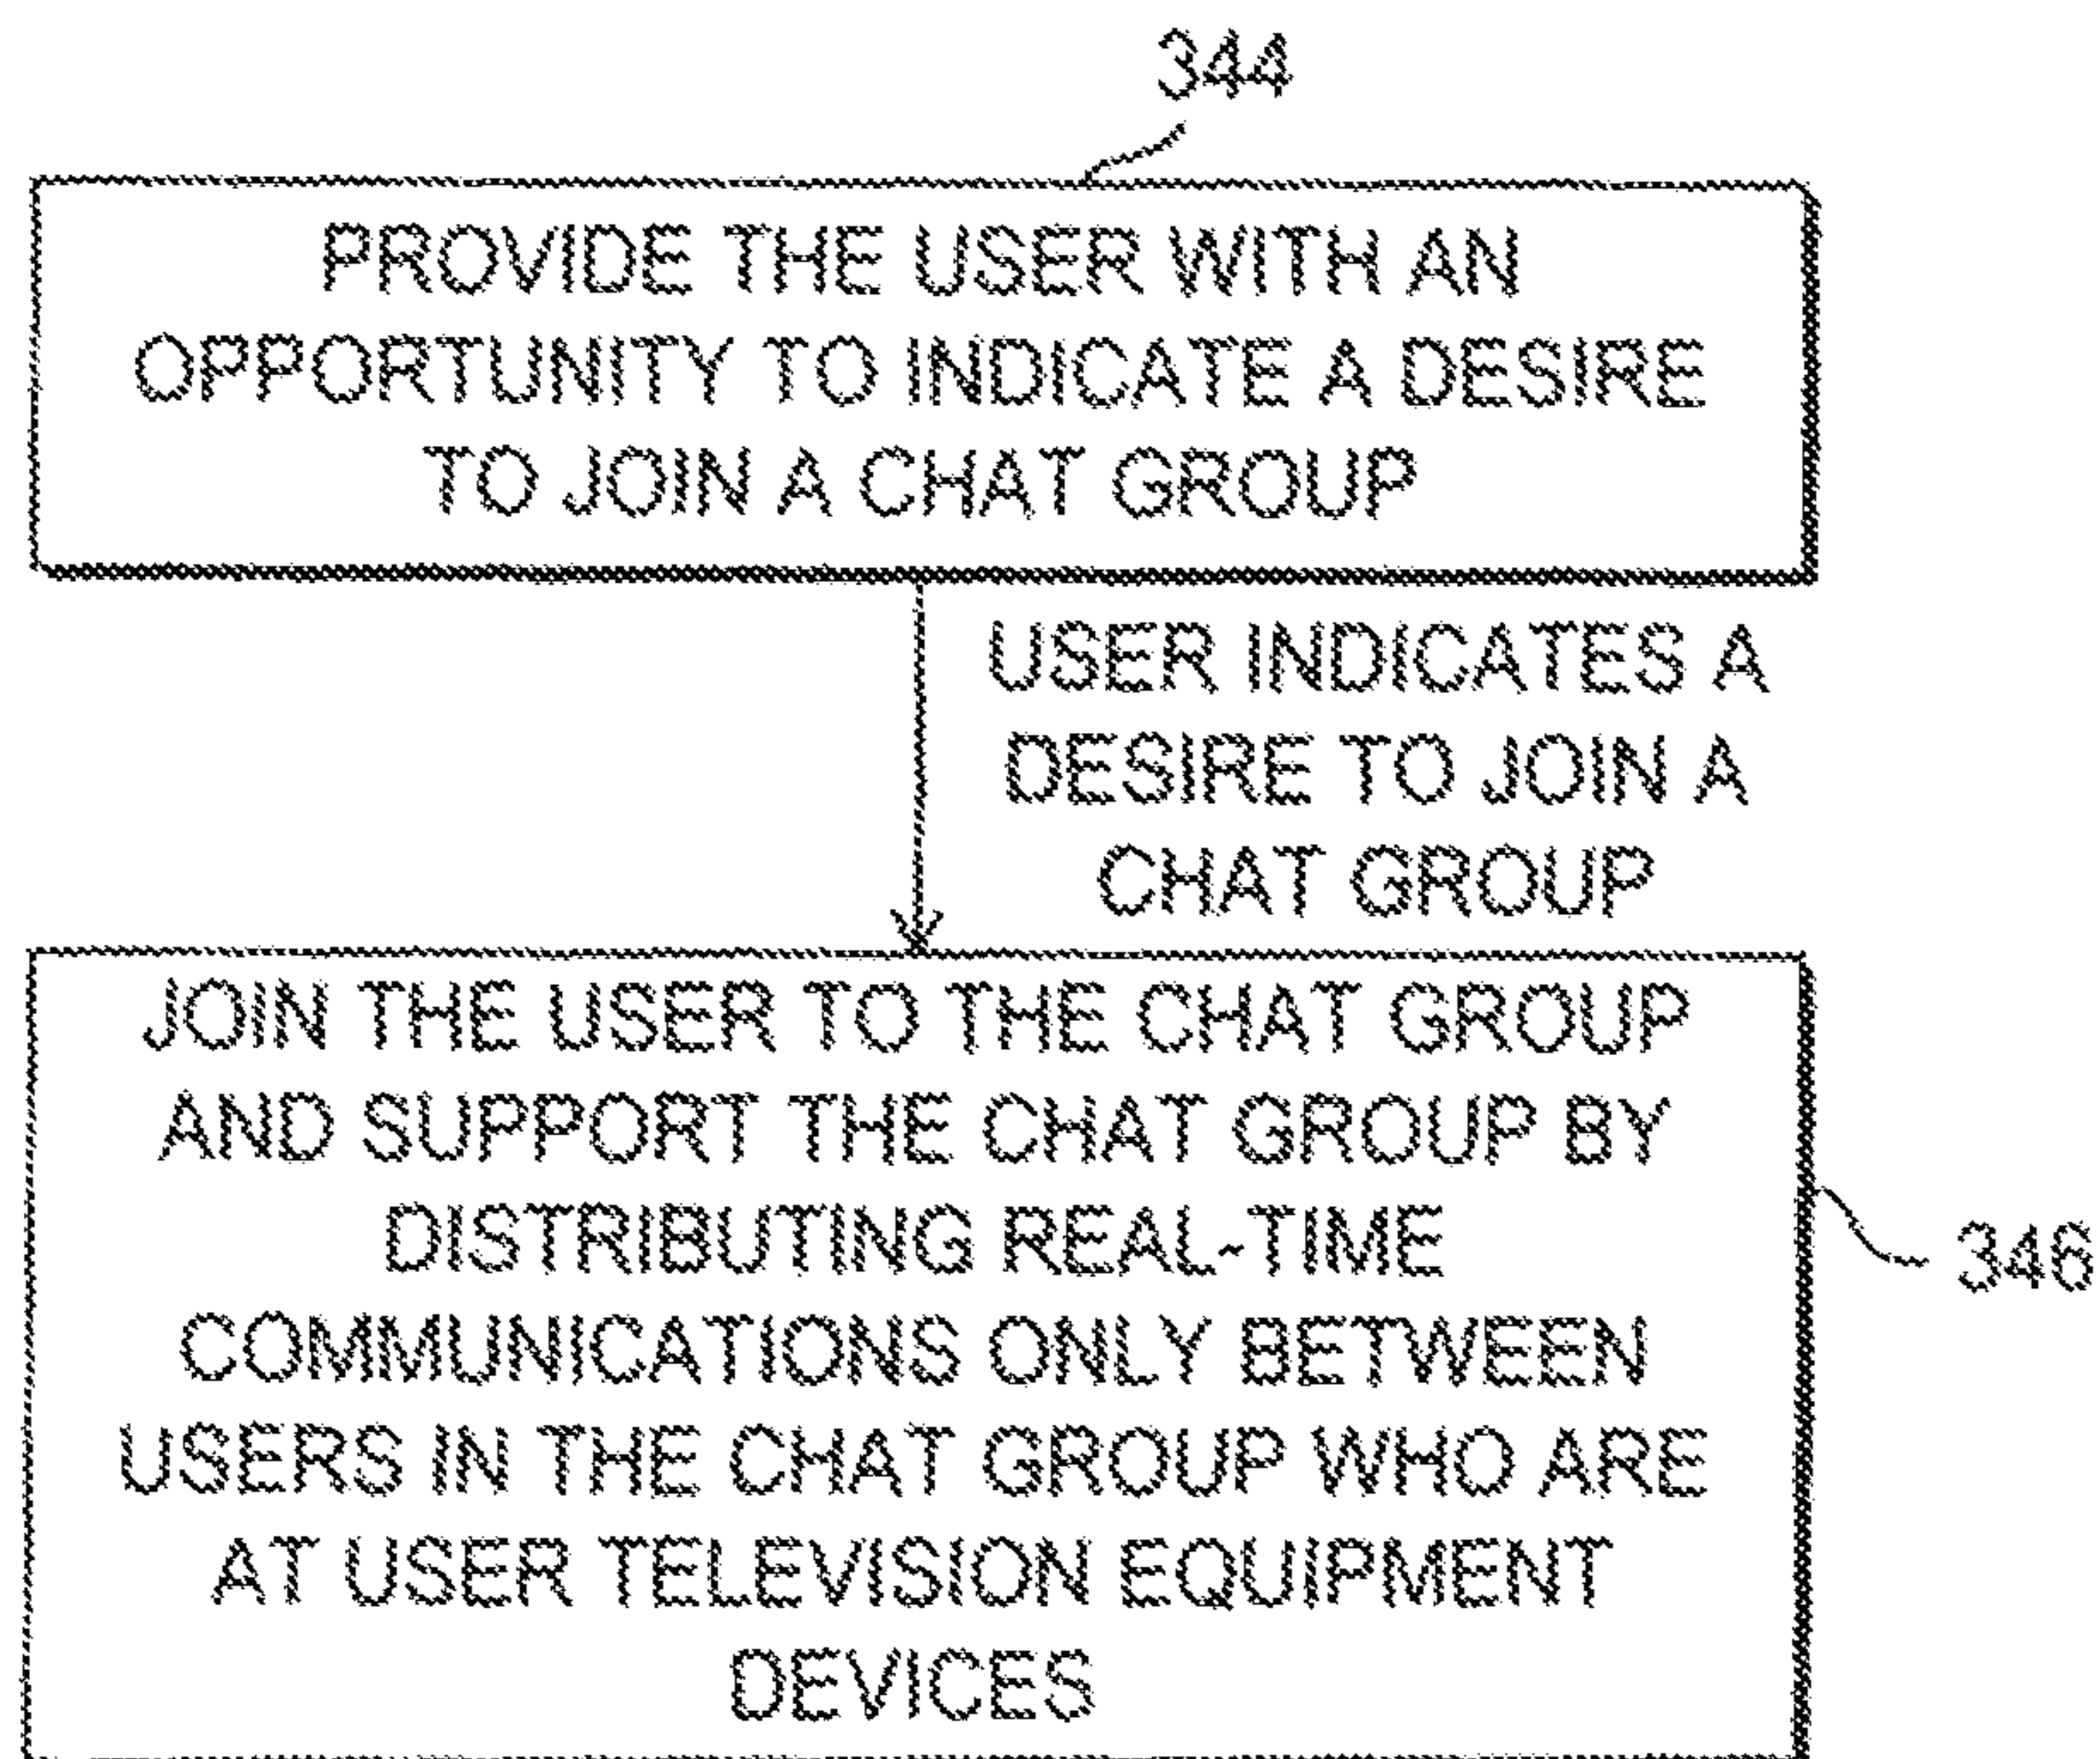 344
PROVIDE THE USER WITH AN
OPPORTUNITY TO INDICATE A DESIRE
TO JOIN A CHAT GROUP
USER INDICATES A
DESIRE TO JOIN A
CHAT GROUP
JOIN THE USER TO THE CHAT GROUP
AND SUPPORT THE CHAT GROUP BY
DISTRIBUTING REAL-TIME
COMMUNICATIONS ONLY BETWEEN
USERS IN THE CHAT GROUP WHO ARE
AT USER TELEVISION EQUIPMENT
DEVICES
346